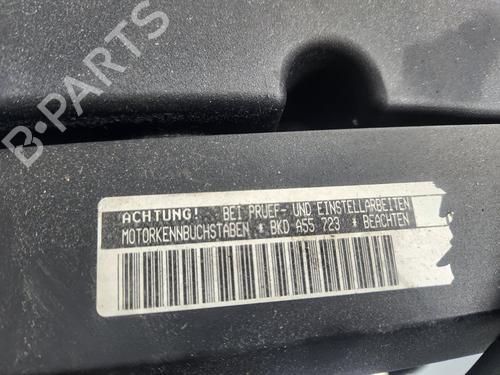 B-PARTS
ACHTUNG! BEI PRUEF- UND EINSTELLARBEITEN
MOTORKENNBUCHSTABEN * BKD A55 723 * BEACHTEN